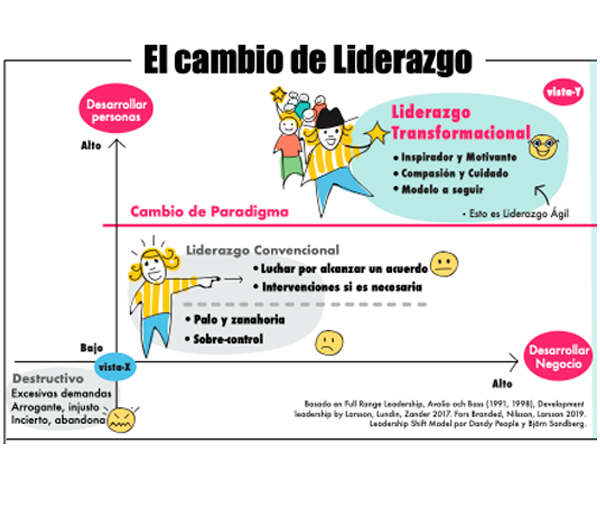 El cambio de Liderazgo
Desarrollar
personas
Alto
vista-Y
Liderazgo
Transformacional
• Inspirador y Motivante
• Compasión y Cuidado
• Modelo a seguir
• Esto es Liderazgo Ágil
Cambio de Paradigma
Liderazgo Convencional
• Luchar por alcanzar un acuerdo
• Intervenciones si es necesaria
• Palo y zanahoria
• Sobre-control
Bajo
vista-X
Desarrollar
Negocio
Alto
Destructivo
Excesivas demandas
Arrogante, injusto
Incierto, abandona
Basado en Full Range Leadership, Avolio och Bass (1991, 1998), Development
leadership by Larsson, Lundin, Zander 2017. Fors Branded, Nilsson, Larsson 2019.
Leadership Shift Model por Dandy People y Björn Sandberg.